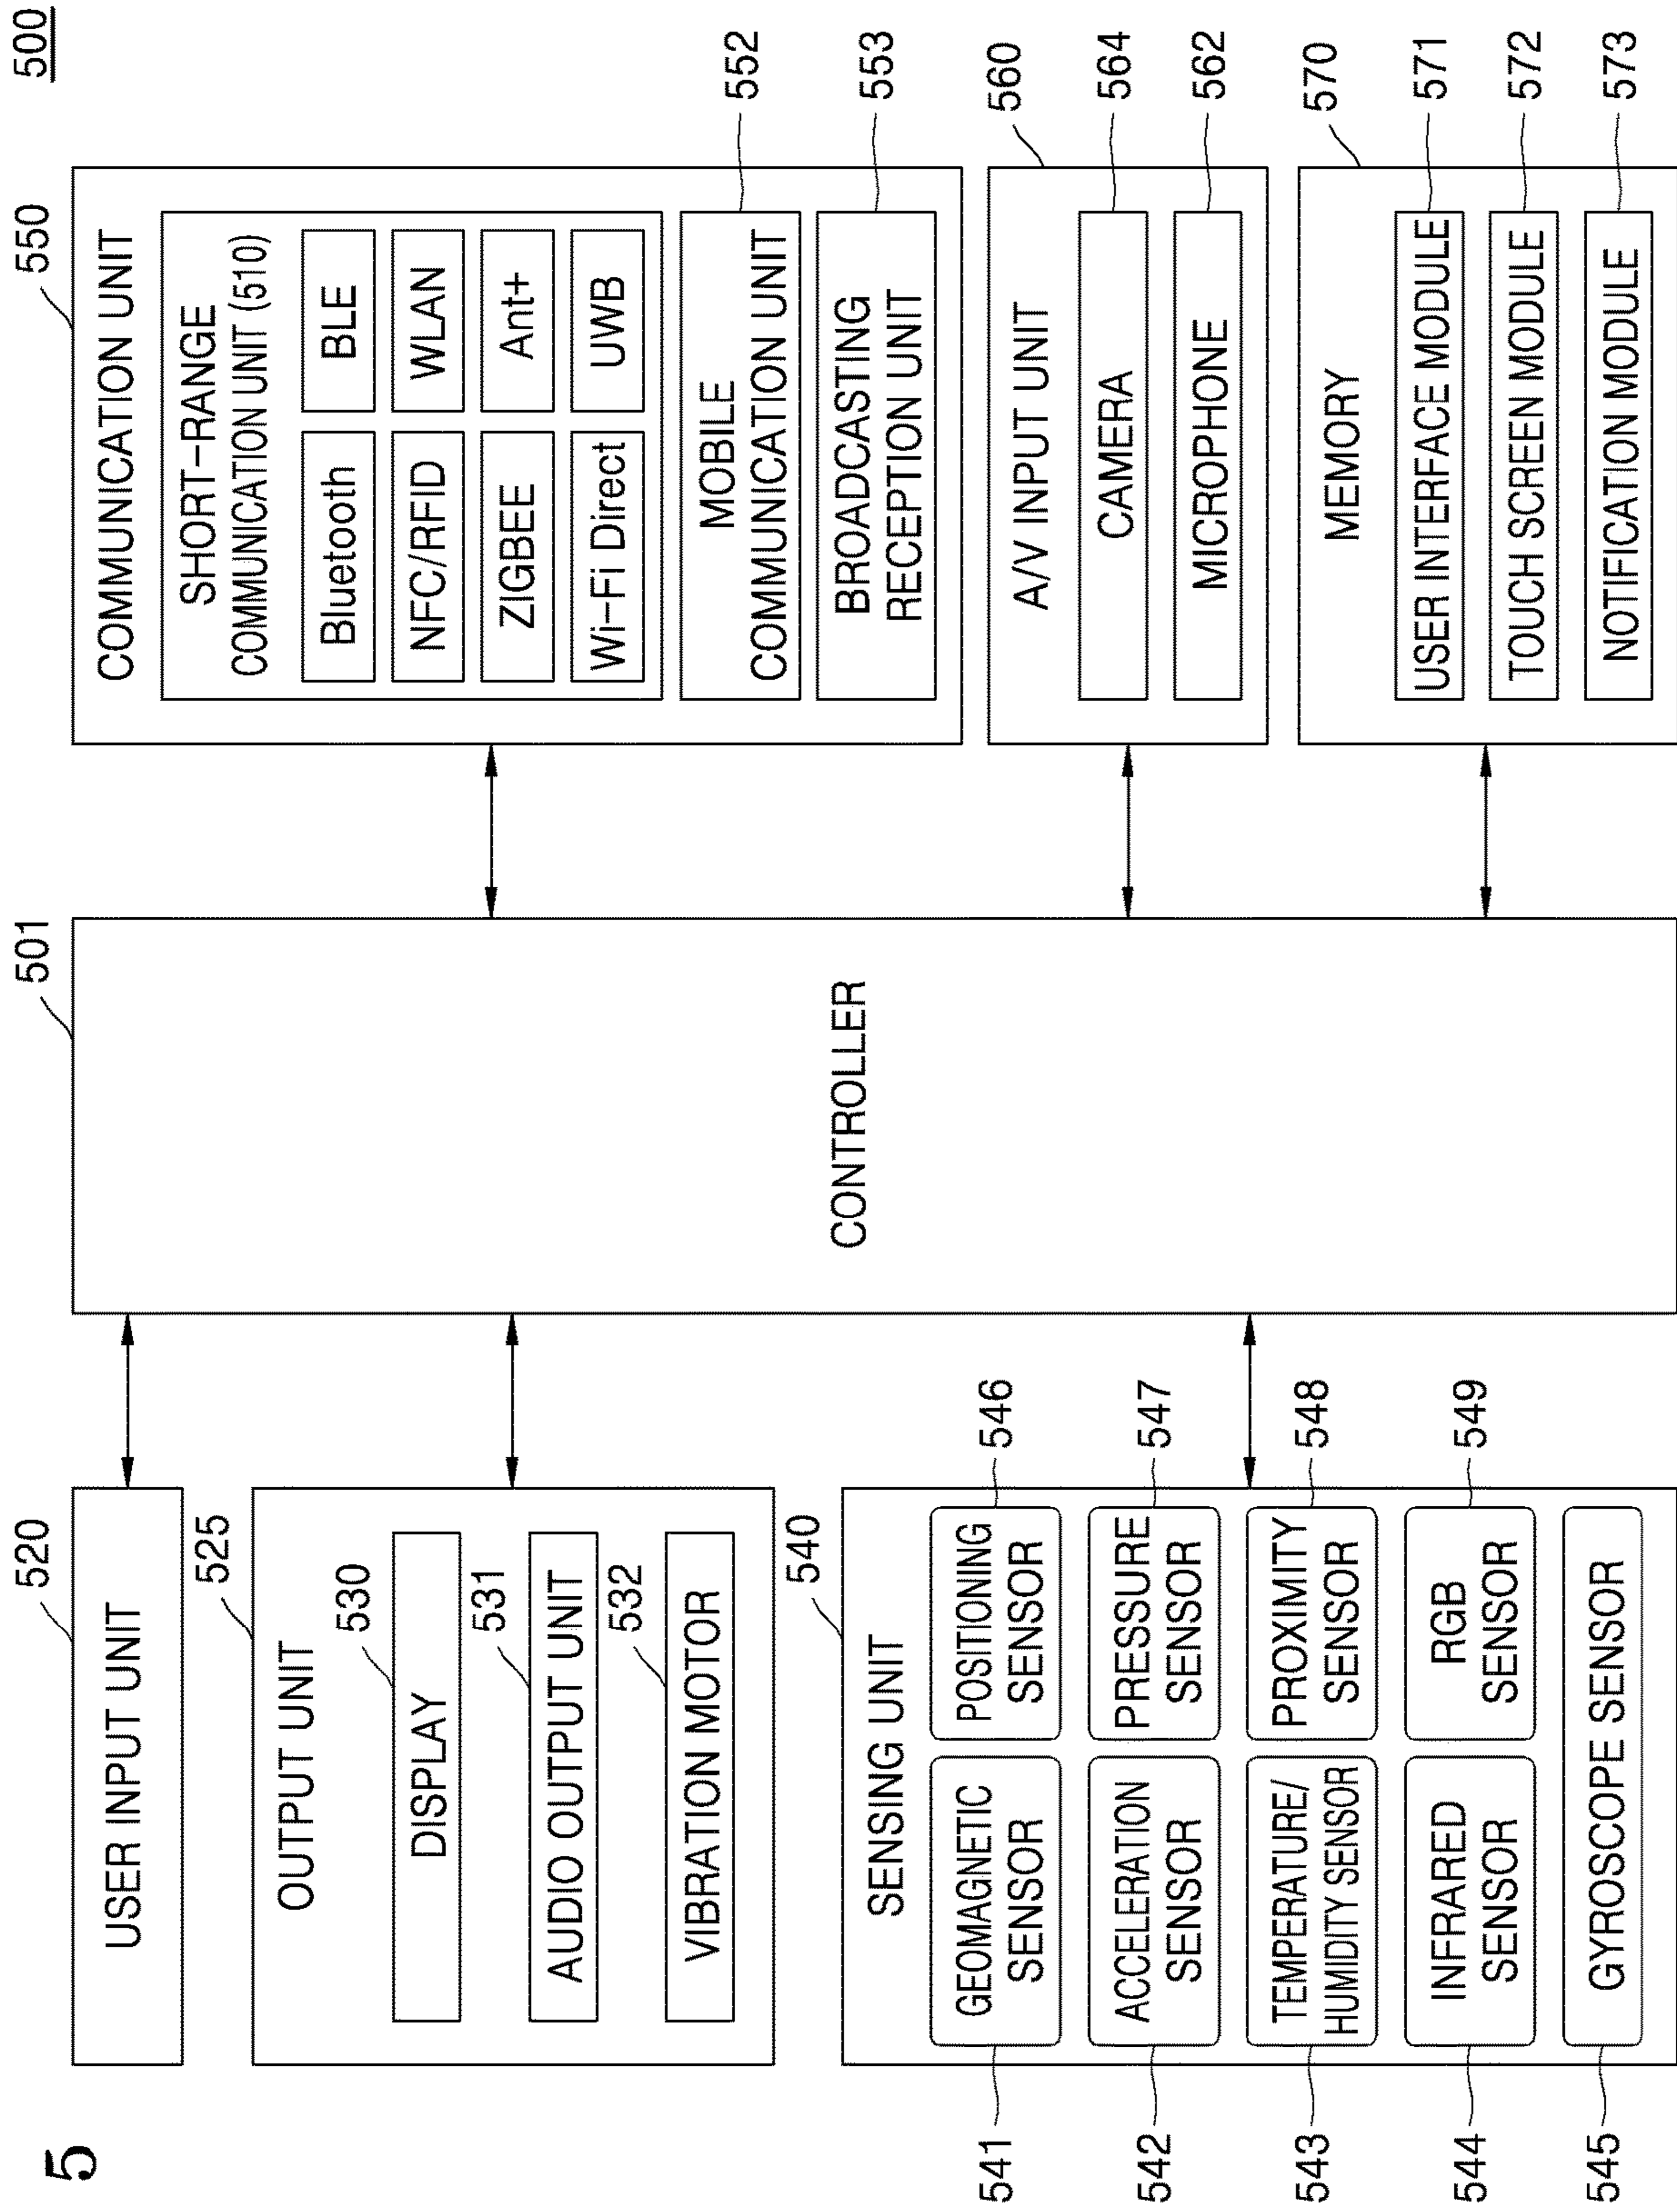 5
500
520
USER INPUT UNIT
525
OUTPUT UNIT
530
DISPLAY
531
AUDIO OUTPUT UNIT
532
VIBRATION MOTOR
540
SENSING UNIT
541
GEOMAGNETIC
SENSOR
POSITIONING
SENSOR
546
542
ACCELERATION
SENSOR
PRESSURE
SENSOR
547
543
TEMPERATURE/
HUMIDITY SENSOR
PROXIMITY
SENSOR
548
544
INFRARED
SENSOR
RGB
SENSOR
549
545
GYROSCOPE SENSOR
501
CONTROLLER
550
COMMUNICATION UNIT
SHORT-RANGE
COMMUNICATION UNIT (510)
Bluetooth
BLE
NFC/RFID
WLAN
ZIGBEE
Ant+
Wi-Fi Direct
UWB
MOBILE
COMMUNICATION UNIT
552
BROADCASTING
RECEPTION UNIT
553
560
A/V INPUT UNIT
CAMERA
564
MICROPHONE
562
570
MEMORY
USER INTERFACE MODULE
571
TOUCH SCREEN MODULE
572
NOTIFICATION MODULE
573